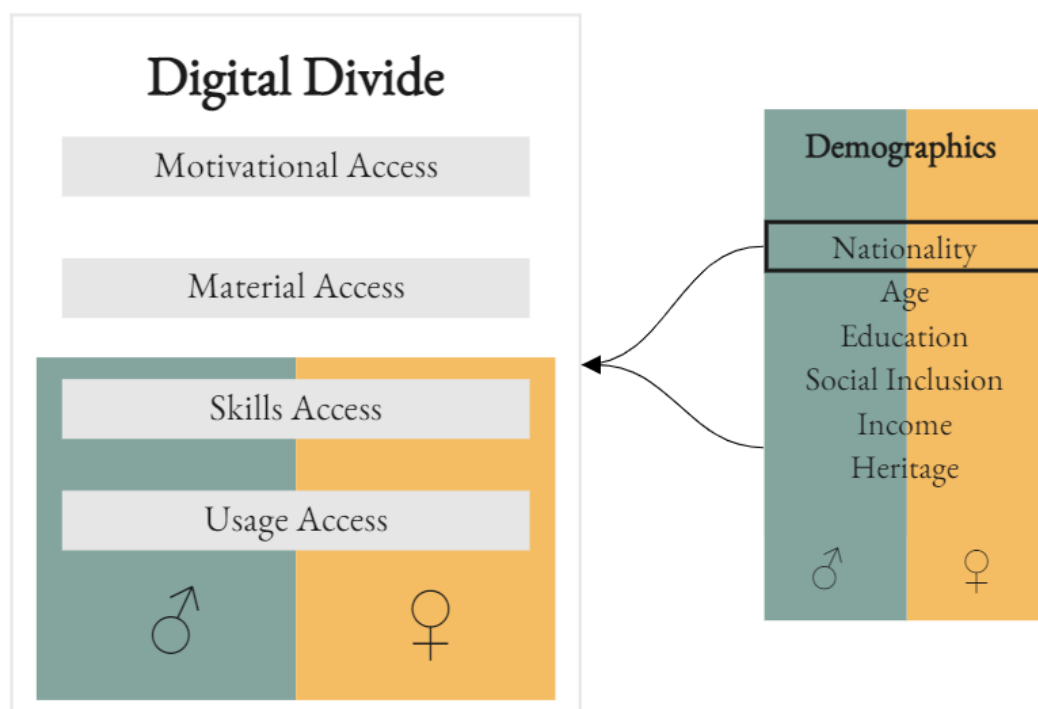 Digital Divide
Motivational Access
Material Access
Skills Access
Usage Access
Demographics
Nationality
Age
Education
Social Inclusion
Income
Heritage